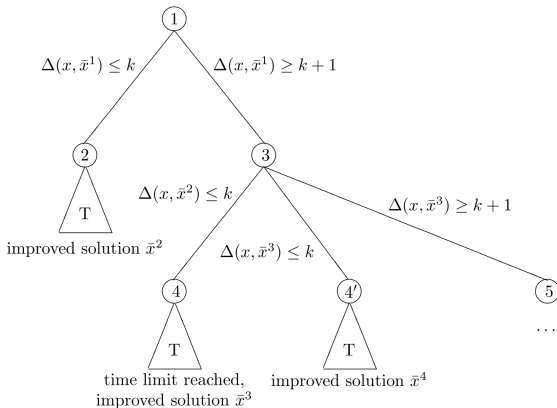 1
Δ(x, x̄¹) ≤ k
Δ(x, x̄¹) ≥ k + 1
2
3
T
improved solution x̄²
Δ(x, x̄²) ≤ k
Δ(x, x̄³) ≤ k
Δ(x, x̄³) ≥ k + 1
4
4′
5
T
T
...
time limit reached,
improved solution x̄³
improved solution x̄⁴